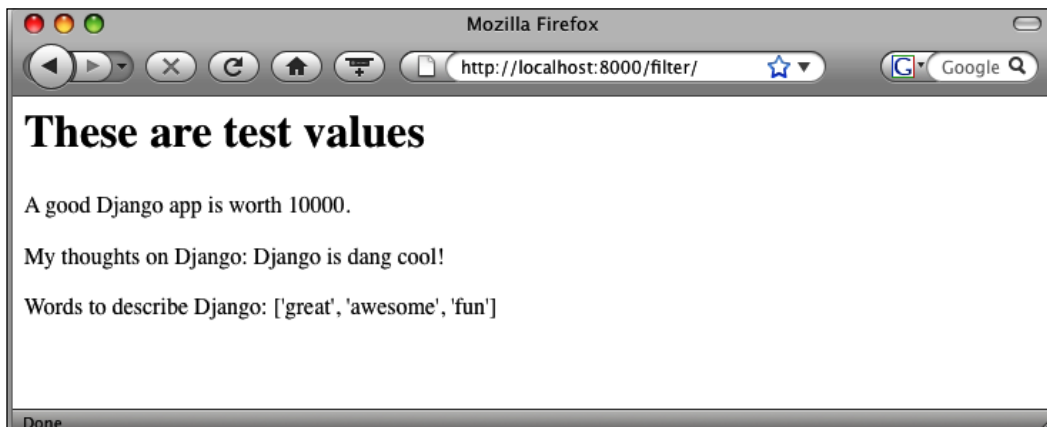 Mozilla Firefox
http://localhost:8000/filter/
G Google
These are test values
A good Django app is worth 10000.
My thoughts on Django: Django is dang cool!
Words to describe Django: ['great', 'awesome', 'fun']
Done